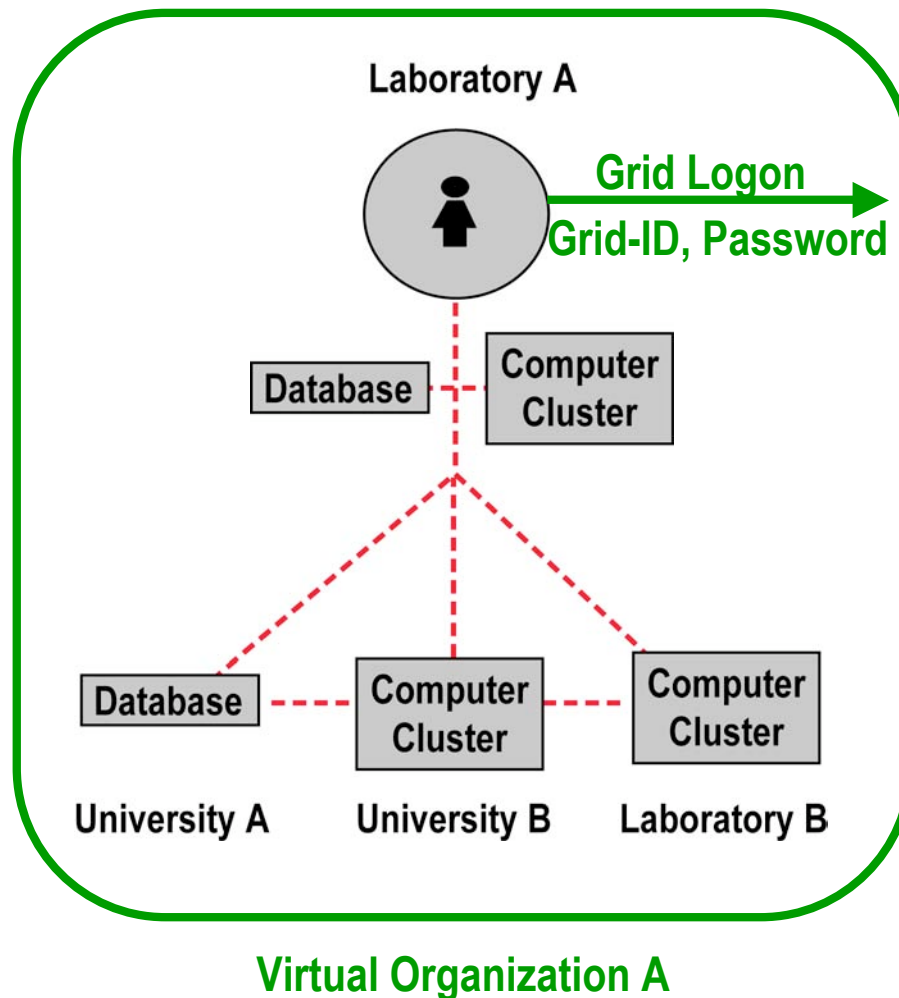 Laboratory A
Grid Logon
Grid-ID, Password
Database
Computer
Cluster
Database
Computer
Cluster
Computer
Cluster
University A
University B
Laboratory B
Virtual Organization A